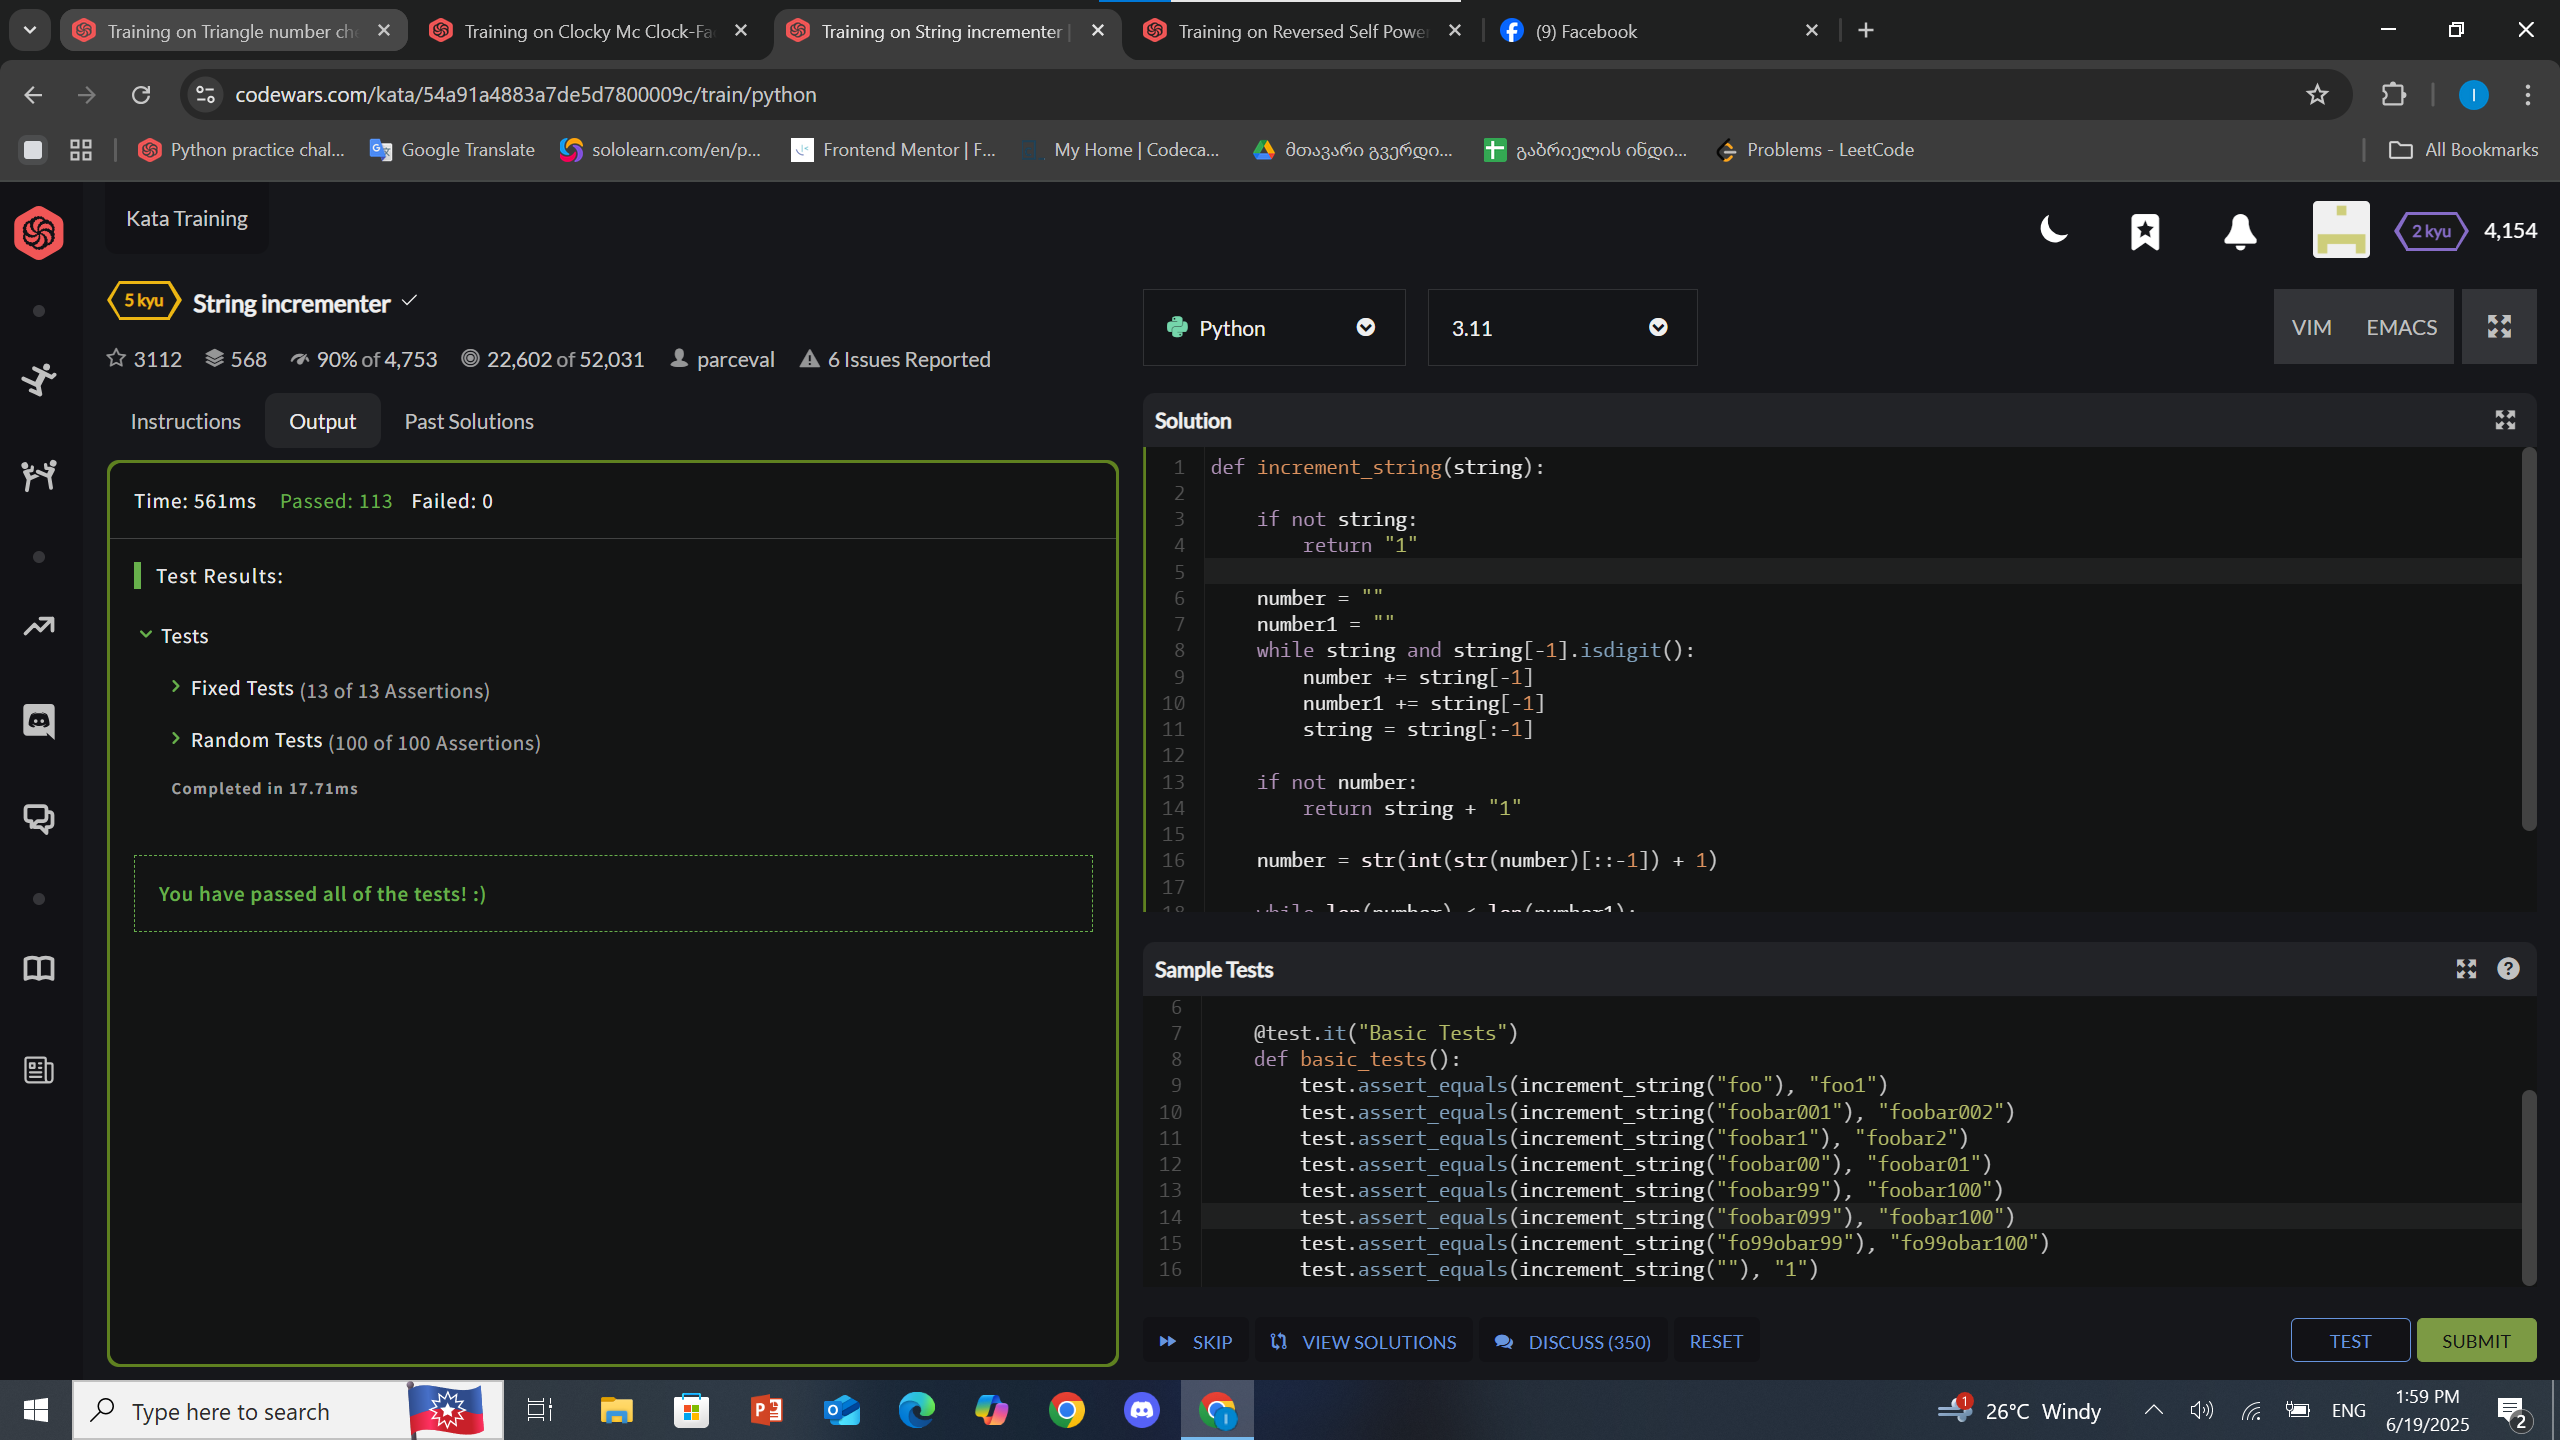 Training on Triangle number che
Training on Clocky Mc Clock-Fa
Training on String incrementer |
Training on Reversed Self Power
(9) Facebook
codewars.com/kata/54a91a4883a7de5d7800009c/train/python
Python practice chal...
Google Translate
sololearn.com/en/p...
Frontend Mentor | F...
My Home | Codeca...
მთავარი გვერდი...
გაბრიელის ინდი...
Problems - LeetCode
All Bookmarks
Kata Training
2 kyu
4,154
5 kyu
String incrementer
3112
568
90% of 4,753
22,602 of 52,031
parceval
6 Issues Reported
Python
3.11
VIM
EMACS
Instructions
Output
Past Solutions
Time: 561ms Passed: 113 Failed: 0
Test Results:
Tests
Fixed Tests (13 of 13 Assertions)
Random Tests (100 of 100 Assertions)
Completed in 17.71ms
You have passed all of the tests! :)
Solution
1 def increment_string(string):
2
3 if not string:
4 return "1"
5
6 number = ""
7 number1 = ""
8 while string and string[-1].isdigit():
9 number += string[-1]
10 number1 += string[-1]
11 string = string[:-1]
12
13 if not number:
14 return string + "1"
15
16 number = str(int(str(number)[::-1]) + 1)
17
18 while len(number) < len(number1):
Sample Tests
6
7 @test.it("Basic Tests")
8 def basic_tests():
9 test.assert_equals(increment_string("foo"), "foo1")
10 test.assert_equals(increment_string("foobar001"), "foobar002")
11 test.assert_equals(increment_string("foobar1"), "foobar2")
12 test.assert_equals(increment_string("foobar00"), "foobar01")
13 test.assert_equals(increment_string("foobar99"), "foobar100")
14 test.assert_equals(increment_string("foobar099"), "foobar100")
15 test.assert_equals(increment_string("fo99obar99"), "fo99obar100")
16 test.assert_equals(increment_string(""), "1")
SKIP
VIEW SOLUTIONS
DISCUSS (350)
RESET
TEST
SUBMIT
Type here to search
1
26°C Windy
ENG
1:59 PM
6/19/2025
2